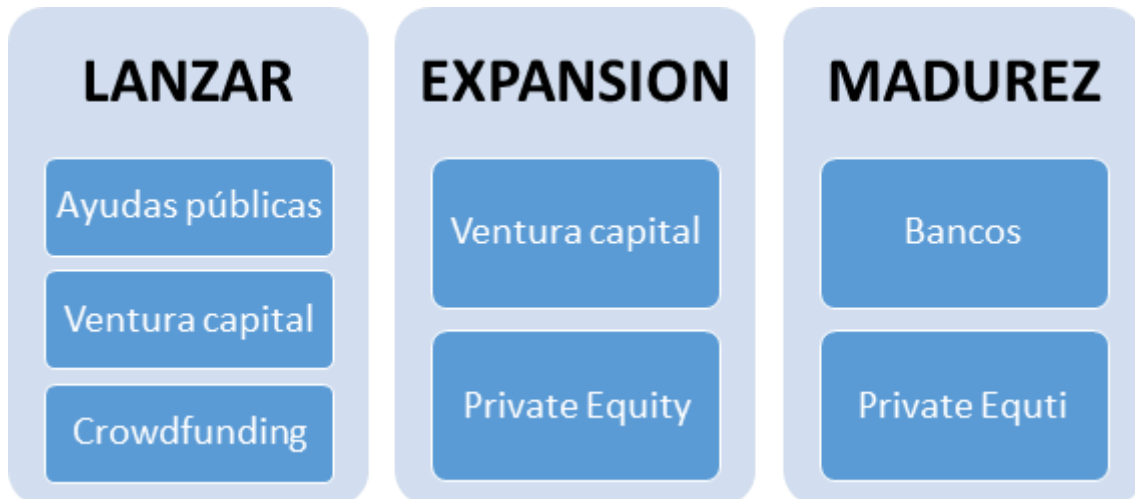 LANZAR
Ayudas públicas
Ventura capital
Crowdfunding
EXPANSION
Ventura capital
Private Equity
MADUREZ
Bancos
Private Equti